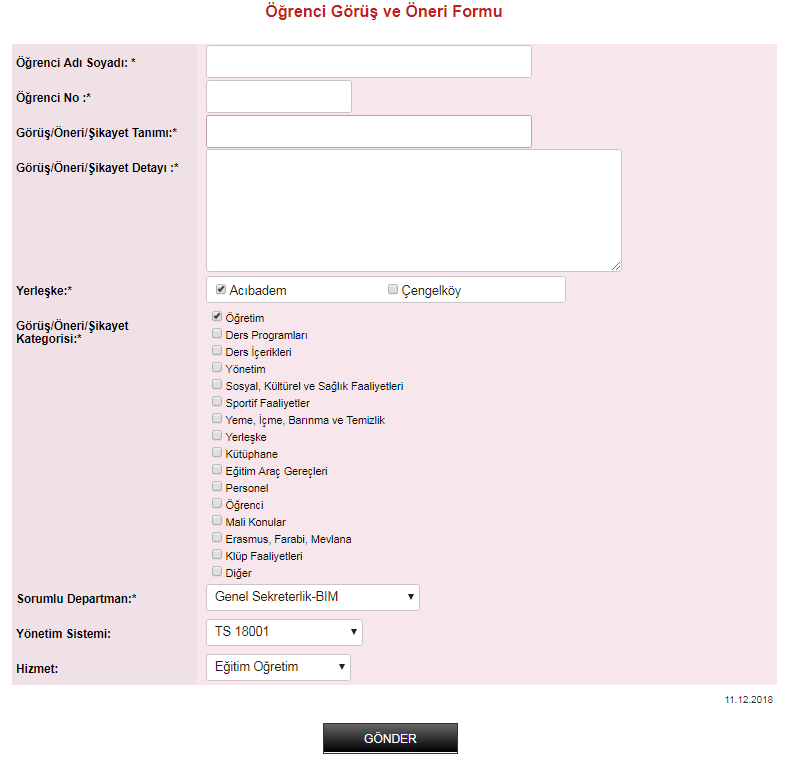 Öğrenci Görüş ve Öneri Formu
Öğrenci Adı Soyadı: *
Öğrenci No :*
Görüş/Öneri/Şikayet Tanımı:*
Görüş/Öneri/Şikayet Detayı :*
Yerleşke:*
Acıbadem Çengelköy
Görüş/Öneri/Şikayet
Kategorisi:*
Öğretim
Ders Programları
Ders İçerikleri
Yönetim
Sosyal, Kültürel ve Sağlık Faaliyetleri
Sportif Faaliyetler
Yeme, İçme, Barınma ve Temizlik
Yerleşke
Kütüphane
Eğitim Araç Gereçleri
Personel
Öğrenci
Mali Konular
Erasmus, Farabi, Mevlana
Klüp Faaliyetleri
Diğer
Sorumlu Departman:* Genel Sekreterlik-BIM
Yönetim Sistemi: TS 18001
Hizmet: Eğitim Oğretim
11.12.2018
GÖNDER